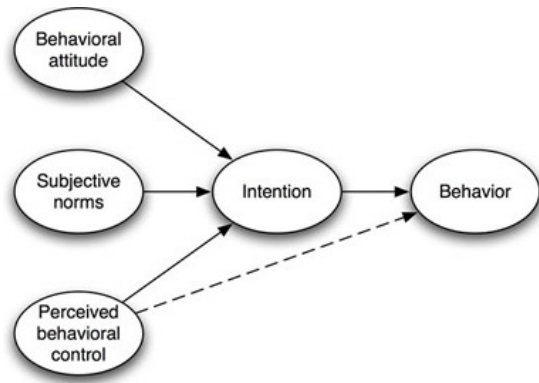 Behavioral
attitude
Subjective
norms
Intention
Behavior
Perceived
behavioral
control